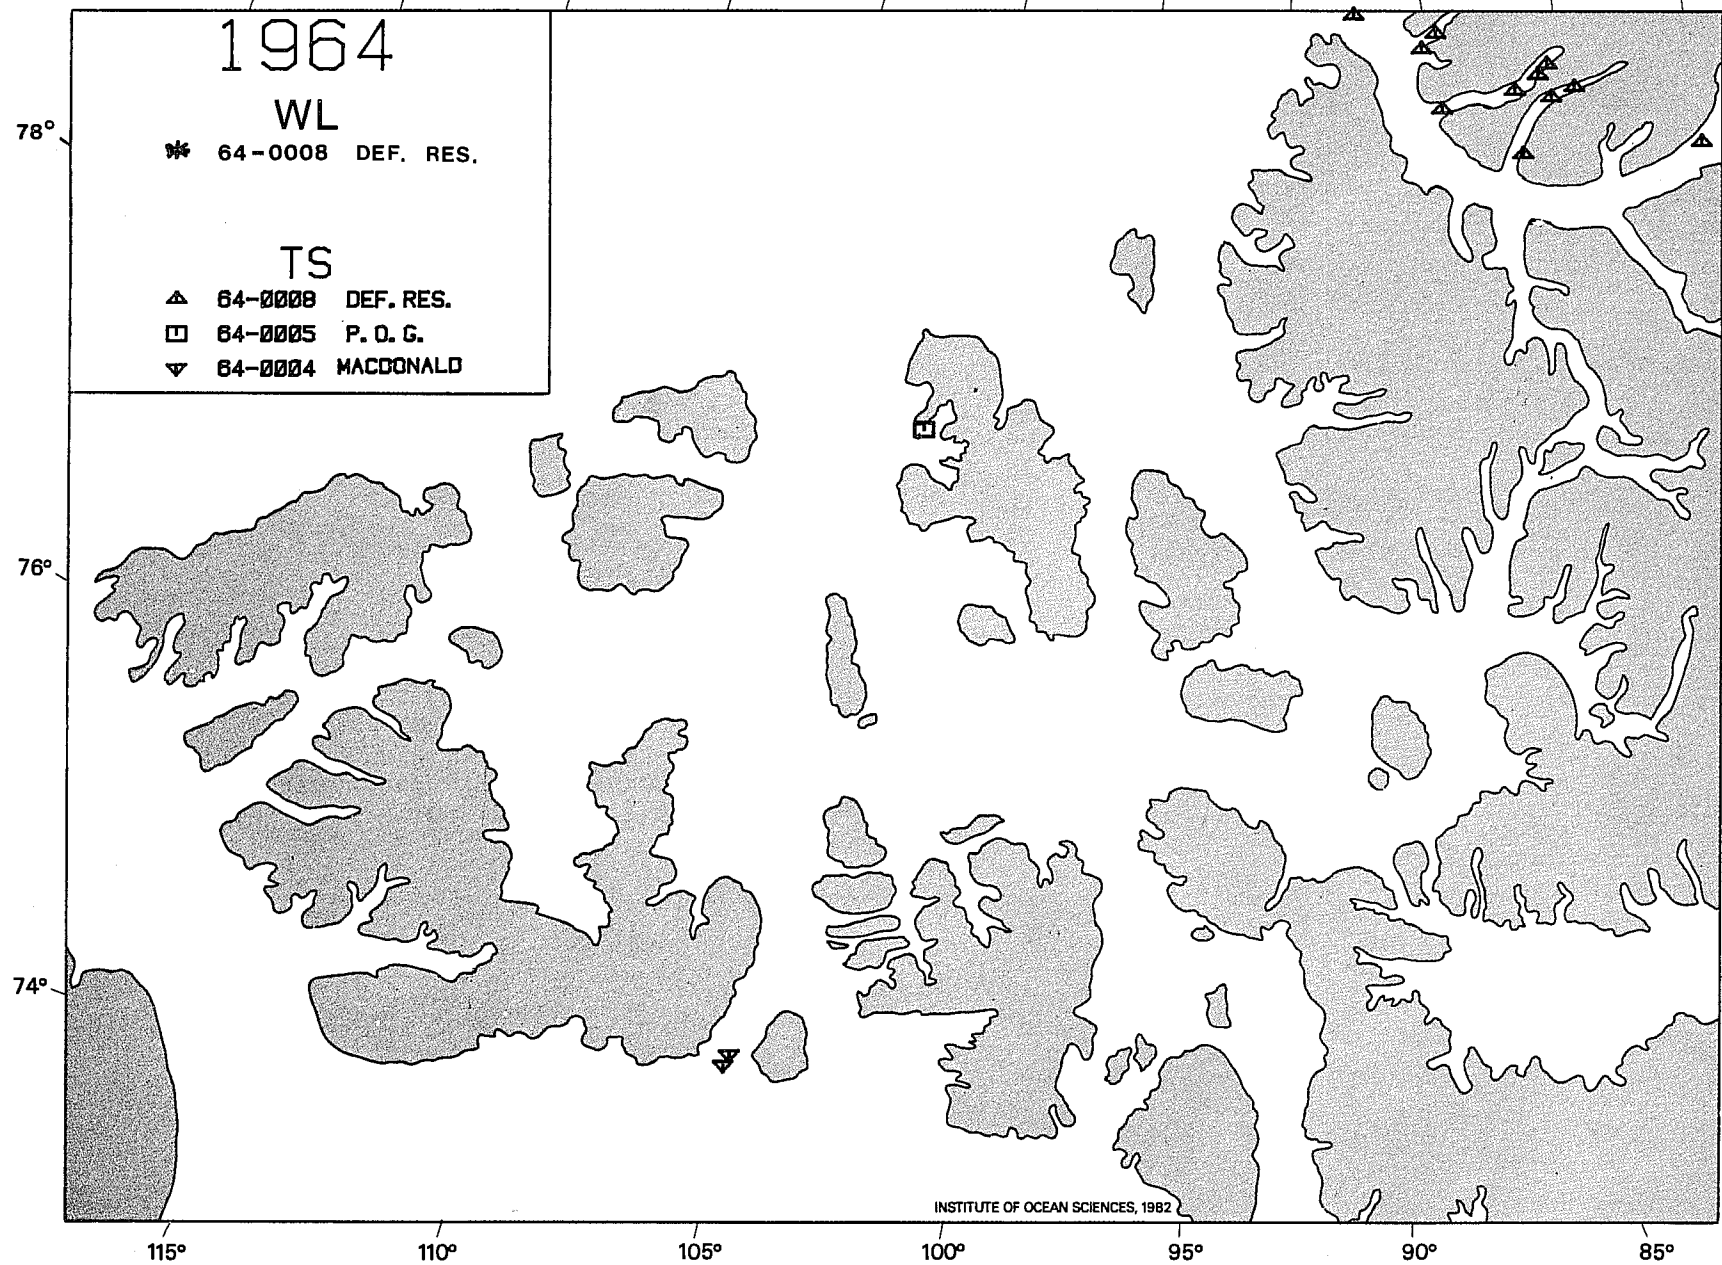 1964
WL
64-0008 DEF. RES.
TS
64-0008 DEF. RES.
64-0005 P. O. G.
64-0004 MACDONALD
78°
76°
74°
INSTITUTE OF OCEAN SCIENCES, 1982
115° 110° 105° 100° 95° 90° 85°